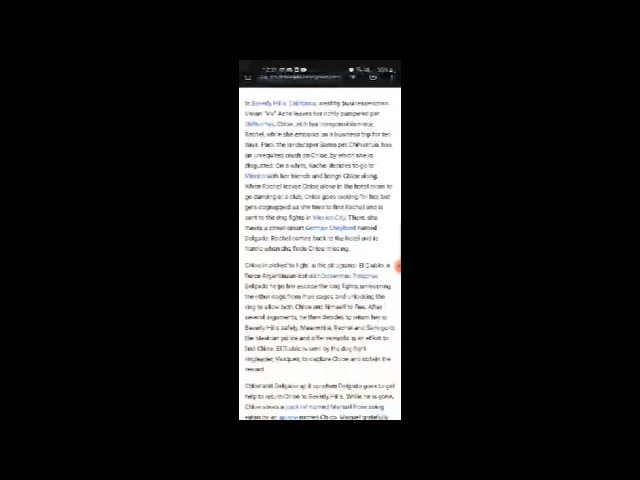 12:31
In Beverly Hills, California, wealthy businesswoman
Vivian "Viv" Ashe leaves her richly pampered pet
chihuahua, Chloe, with her irresponsible niece,
Rachel, while she embarks on a business trip for ten
days. Papi, the landscaper Sam's pet Chihuahua, has
an unrequited crush on Chloe, by which she is
disgusted. On a whim, Rachel decides to go to
Mexico with her friends and brings Chloe along.
When Rachel leaves Chloe alone in the hotel room to
go dancing at a club, Chloe goes looking for her, but
gets dognapped as she tries to find Rachel and is
sent to the dog fights in Mexico City. There, she
meets a street-smart German Shepherd named
Delgado. Rachel comes back to the hotel and is
frantic when she finds Chloe missing.
Chloe is picked to fight in the pit against El Diablo, a
fierce Argentinean Doberman Pinscher.
Delgado helps her escape the dog fights, unleashing
the other dogs from their cages and unlocking the
ring to allow both Chloe and himself to flee. After
several arguments, he then decides to return her to
Beverly Hills safely. Meanwhile, Rachel and Sam go to
the Mexican police and offer rewards in an effort to
find Chloe. El Diablo is sent by the dog fight
ringleader, Vasquez, to capture Chloe and obtain the
reward.
Chloe and Delgado split up when Delgado goes to get
help to return Chloe to Beverly Hills. While he is gone,
Chloe saves a pack rat named Manuel from being
eaten by an iguana named Chico. Manuel gratefully